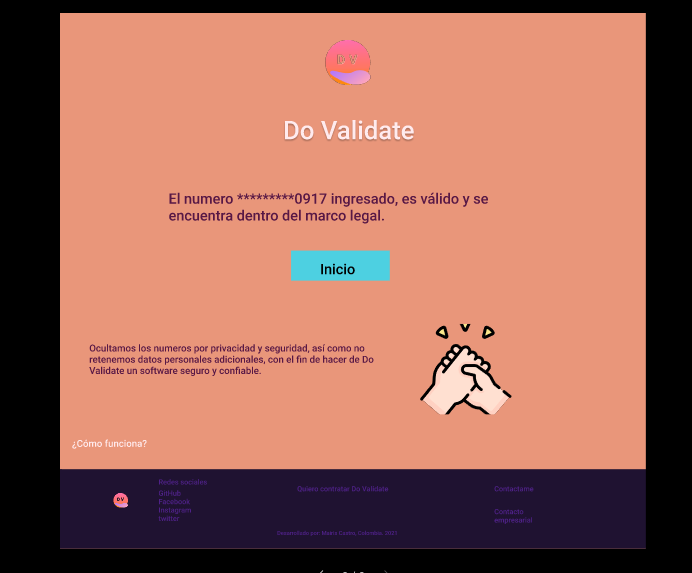 DV
Do Validate
El numero *********0917 ingresado, es válido y se
encuentra dentro del marco legal.
Inicio
Ocultamos los numeros por privacidad y seguridad, así como no
retenemos datos personales adicionales, con el fin de hacer de Do
Validate un software seguro y confiable.
¿Cómo funciona?
DV
Redes sociales
GitHub
Facebook
Instagram
twitter
Quiero contratar Do Validate
Contactame
Contacto
empresarial
Desarrollado por: Mario Colombia, 2021